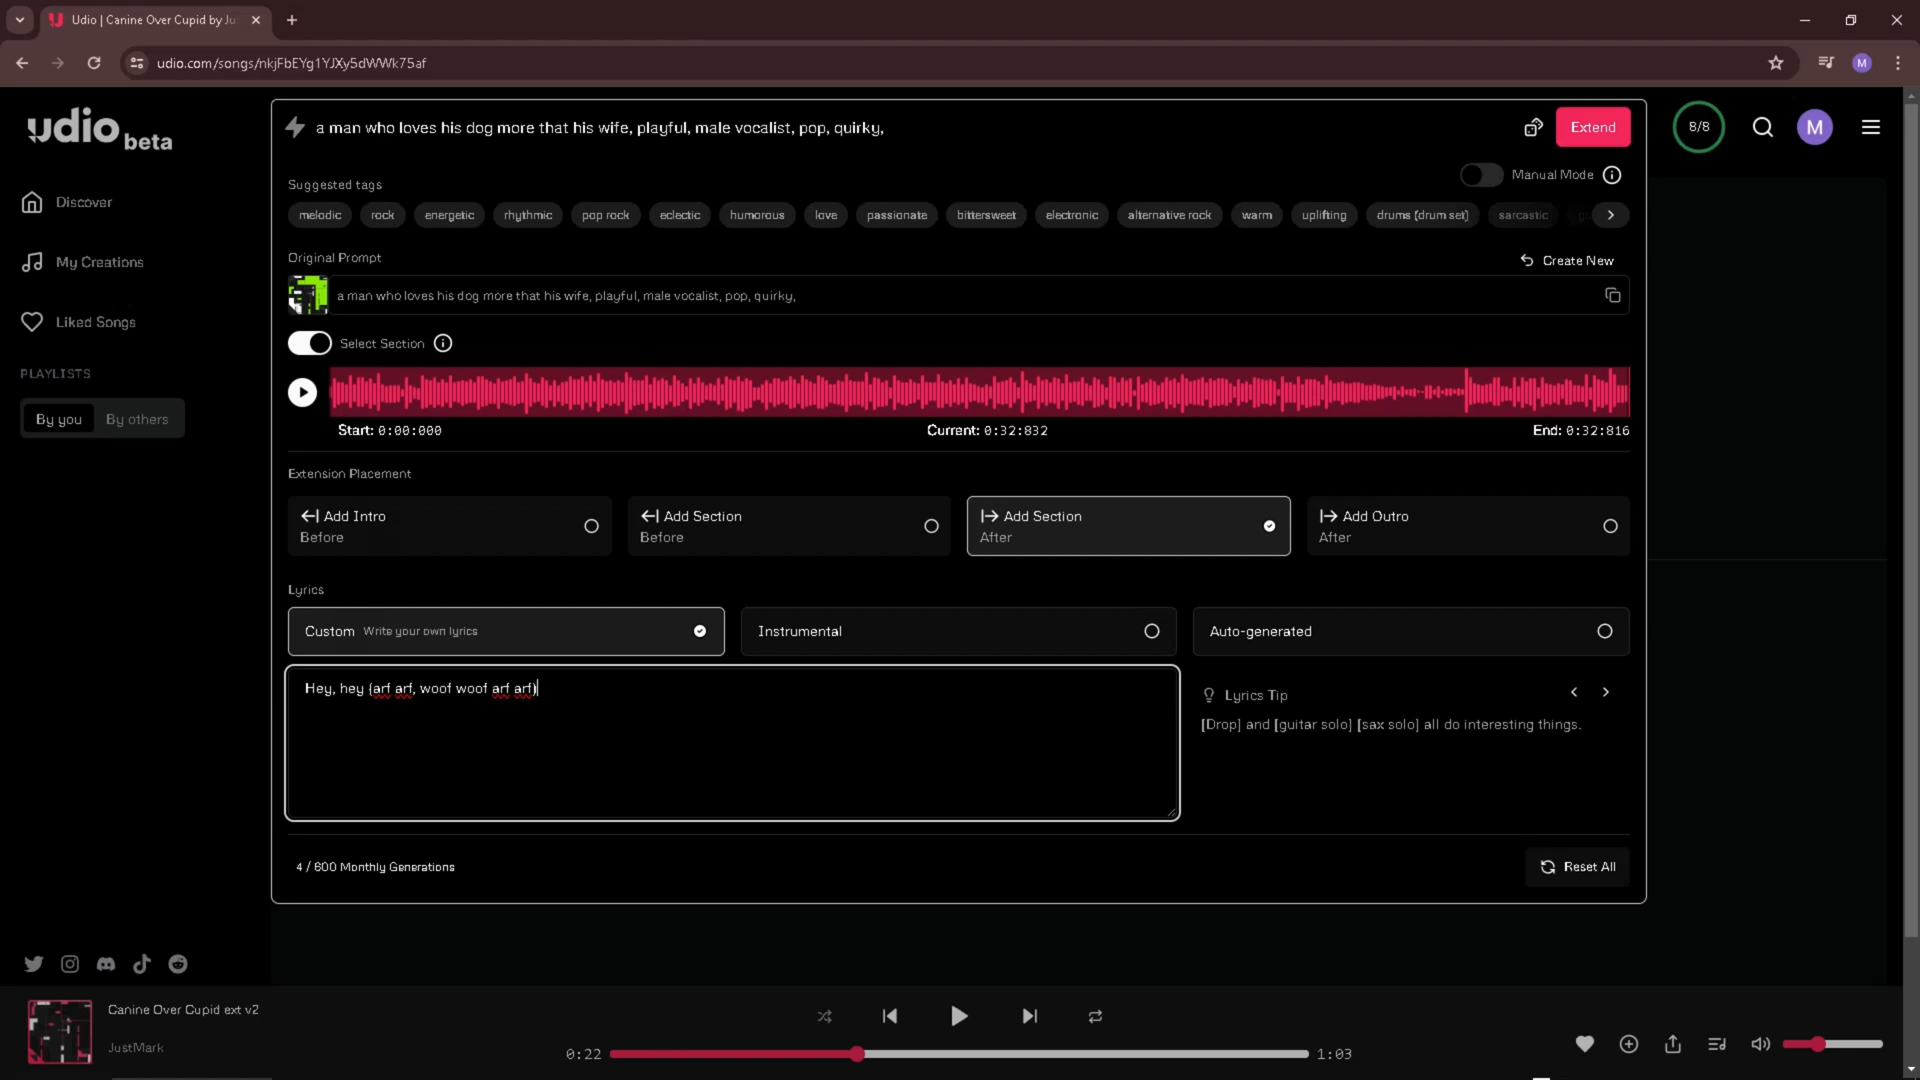 Udio | Canine Over Cupid by Ju
udio.com/songs/nkjFbEYg1YJXy5dWWk75af
M
udio beta
a man who loves his dog more that his wife, playful, male vocalist, pop, quirky,
Extend
8/8
M
Manual Mode
Discover
Suggested tags
melodic rock energetic rhythmic pop rock eclectic humorous love passionate bittersweet electronic alternative rock warm uplifting drums (drum set) sarcastic
My Creations
Original Prompt
Create New
a man who loves his dog more that his wife, playful, male vocalist, pop, quirky,
Liked Songs
Select Section
PLAYLISTS
By you By others
Start: 0:00:000 Current: 0:32:832 End: 0:32:816
Extension Placement
Add Intro
Before
Add Section
Before
Add Section
After
Add Outro
After
Lyrics
Custom Write your own lyrics
Instrumental
Auto-generated
Hey, hey (arf arf, woof woof arf arf)
Lyrics Tip
[Drop] and [guitar solo] [sax solo] all do interesting things.
4 / 600 Monthly Generations
Reset All
Canine Over Cupid ext v2
JustMark
0:22 1:03